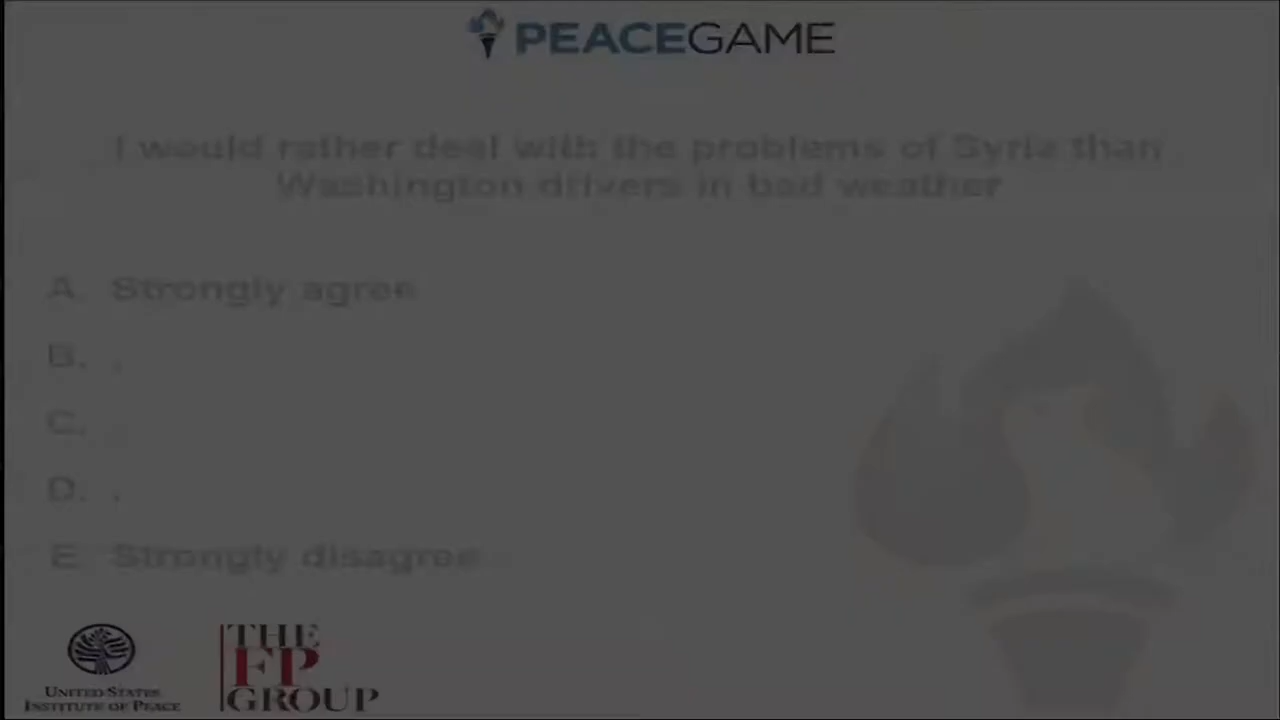 PEACEGAME
I would rather deal with the problems of Syria than
Washington drivers in bad weather
A. Strongly agree
B. .
C.
D. .
E. Strongly disagree
UNITED STATES
INSTITUTE OF PEACE
THE
FP
GROUP